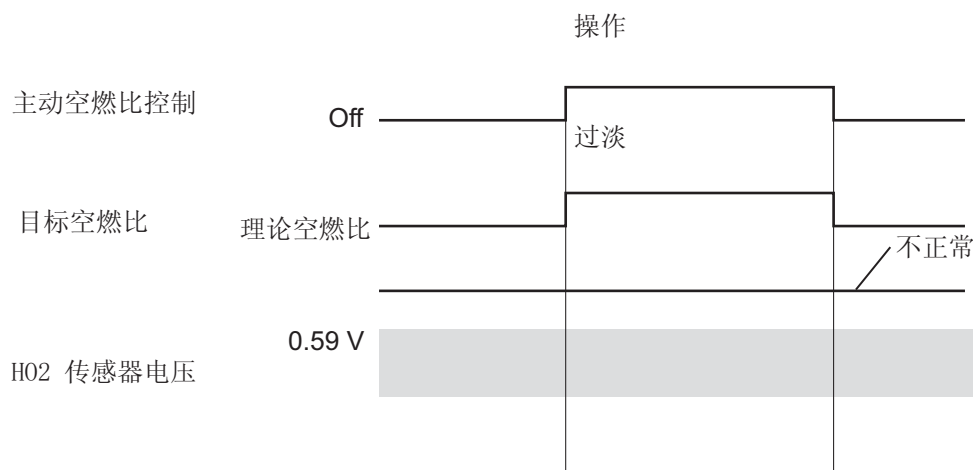 操作
主动空燃比控制
Off
过淡
目标空燃比
理论空燃比
不正常
0.59 V
HO2 传感器电压